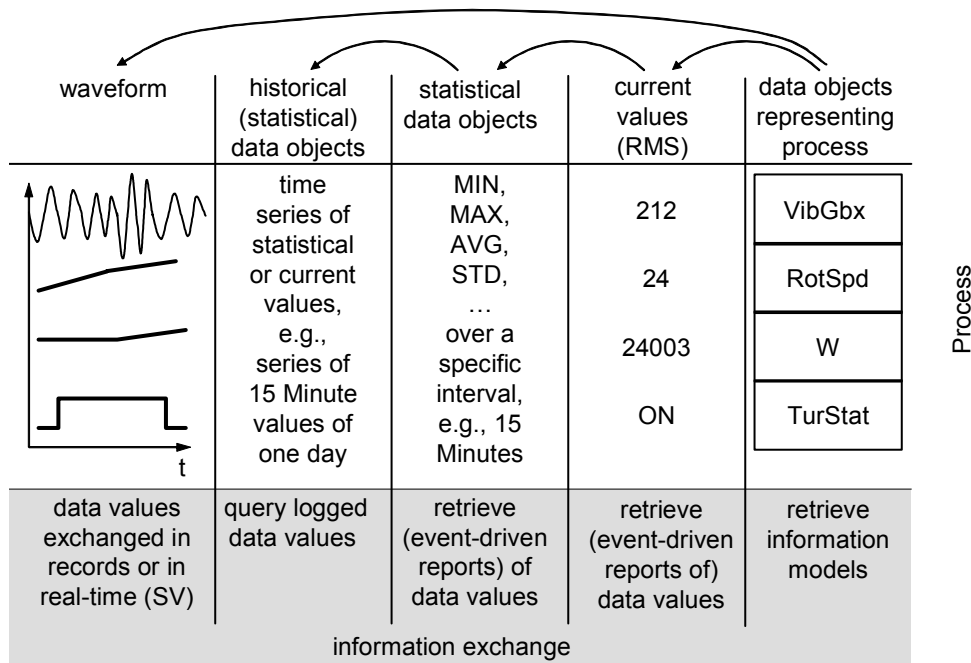 waveform
historical
(statistical)
data objects
statistical
data objects
current
values
(RMS)
data objects
representing
process
t
time
series of
statistical
or current
values,
e.g.,
series of
15 Minute
values of
one day
MIN,
MAX,
AVG,
STD,
…
over a
specific
interval,
e.g., 15
Minutes
212
24
24003
ON
VibGbx
RotSpd
W
TurStat
Process
data values
exchanged in
records or in
real-time (SV)
query logged
data values
retrieve
(event-driven
reports) of
data values
retrieve
(event-driven
reports of)
data values
retrieve
information
models
information exchange